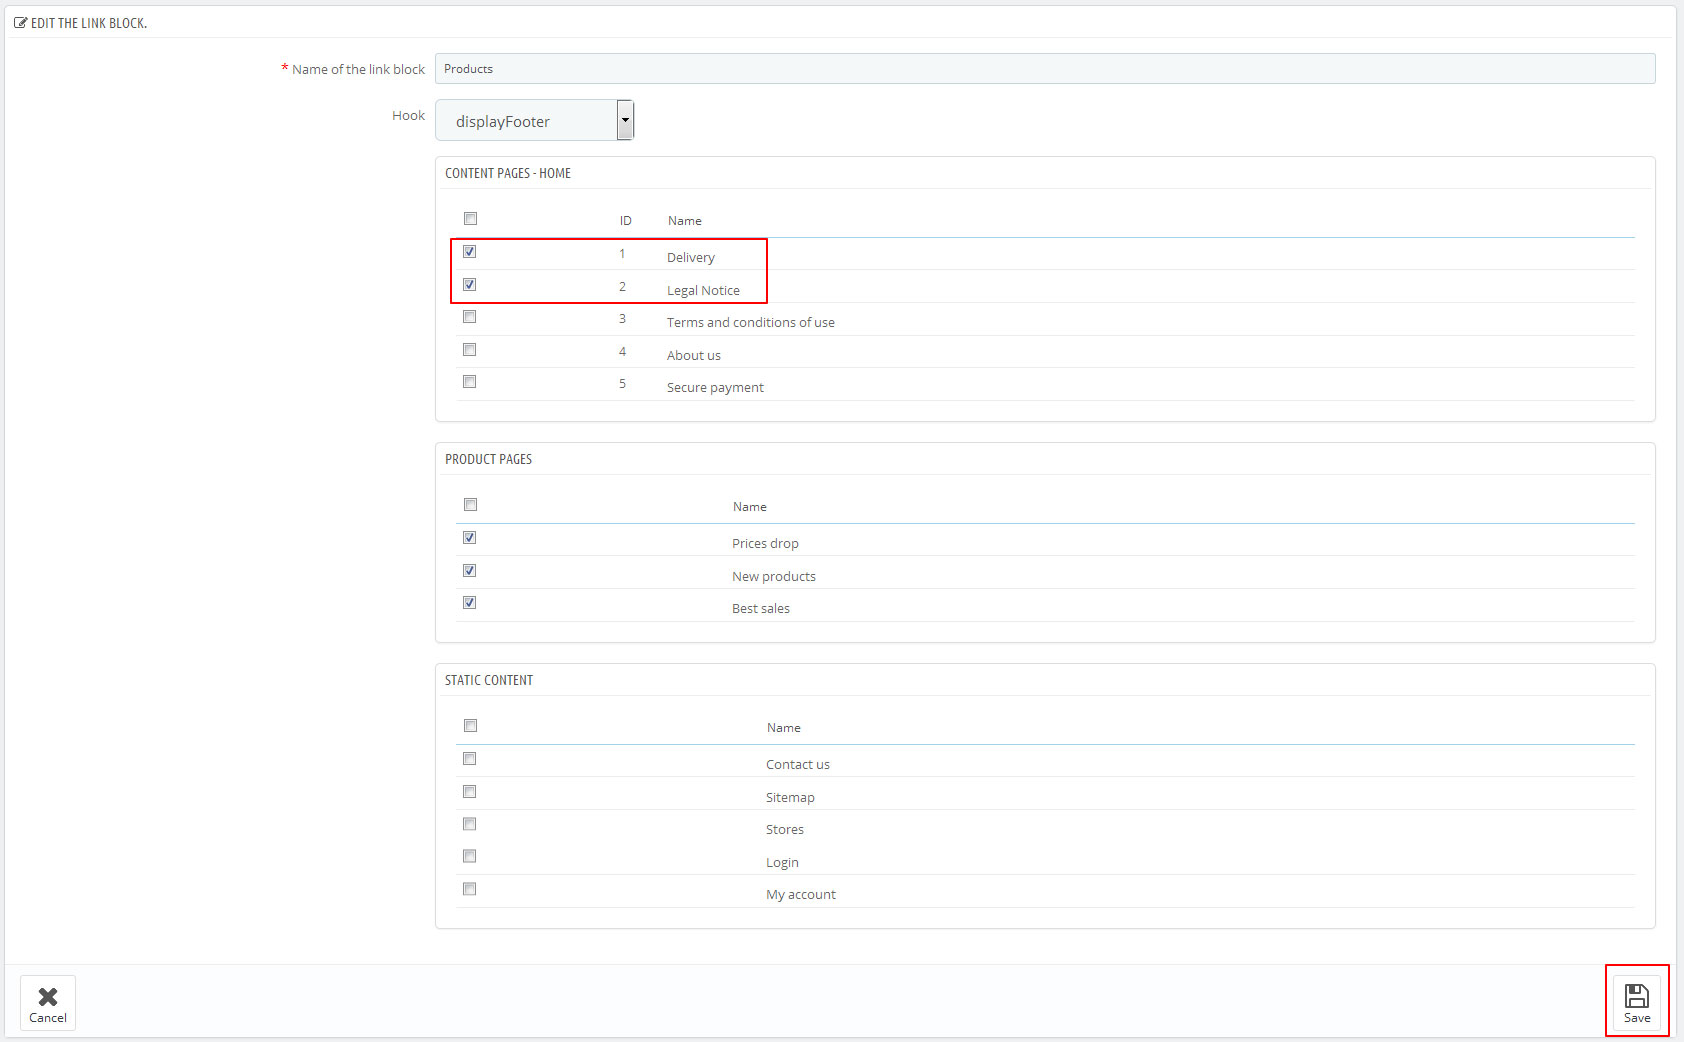 EDIT THE LINK BLOCK.
* Name of the link block Products
Hook displayFooter
CONTENT PAGES - HOME
ID Name
1 Delivery
2 Legal Notice
3 Terms and conditions of use
4 About us
5 Secure payment
PRODUCT PAGES
Name
Prices drop
New products
Best sales
STATIC CONTENT
Name
Contact us
Sitemap
Stores
Login
My account
Cancel Save